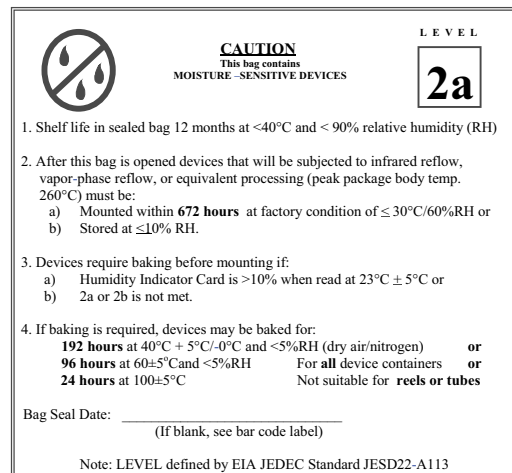 LEVEL
CAUTION
This bag contains
MOISTURE –SENSITIVE DEVICES
2a
1. Shelf life in sealed bag 12 months at <40°C and < 90% relative humidity (RH)
2. After this bag is opened devices that will be subjected to infrared reflow,
vapor-phase reflow, or equivalent processing (peak package body temp.
260°C) must be:
a) Mounted within 672 hours at factory condition of ≤ 30°C/60%RH or
b) Stored at ≤10% RH.
3. Devices require baking before mounting if:
a) Humidity Indicator Card is >10% when read at 23°C ± 5°C or
b) 2a or 2b is not met.
4. If baking is required, devices may be baked for:
192 hours at 40°C + 5°C/-0°C and <5%RH (dry air/nitrogen) or
96 hours at 60±5°Cand <5%RH For all device containers or
24 hours at 100±5°C Not suitable for reels or tubes
Bag Seal Date: ______________________________
(If blank, see bar code label)
Note: LEVEL defined by EIA JEDEC Standard JESD22-A113